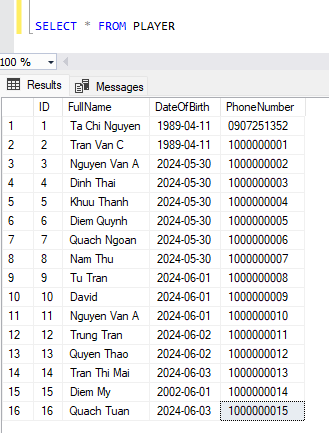 SELECT * FROM PLAYER
100 %
Results Messages
ID FullName DateOfBirth PhoneNumber
1 1 Ta Chi Nguyen 1989-04-11 0907251352
2 2 Tran Van C 1989-04-11 1000000001
3 3 Nguyen Van A 2024-05-30 1000000002
4 4 Dinh Thai 2024-05-30 1000000003
5 5 Khuu Thanh 2024-05-30 1000000004
6 6 Diem Quynh 2024-05-30 1000000005
7 7 Quach Ngoan 2024-05-30 1000000006
8 8 Nam Thu 2024-05-30 1000000007
9 9 Tu Tran 2024-06-01 1000000008
10 10 David 2024-06-01 1000000009
11 11 Nguyen Van A 2024-06-01 1000000010
12 12 Trung Tran 2024-06-02 1000000011
13 13 Quyen Thao 2024-06-02 1000000012
14 14 Tran Thi Mai 2024-06-03 1000000013
15 15 Diem My 2002-06-01 1000000014
16 16 Quach Tuan 2024-06-03 1000000015